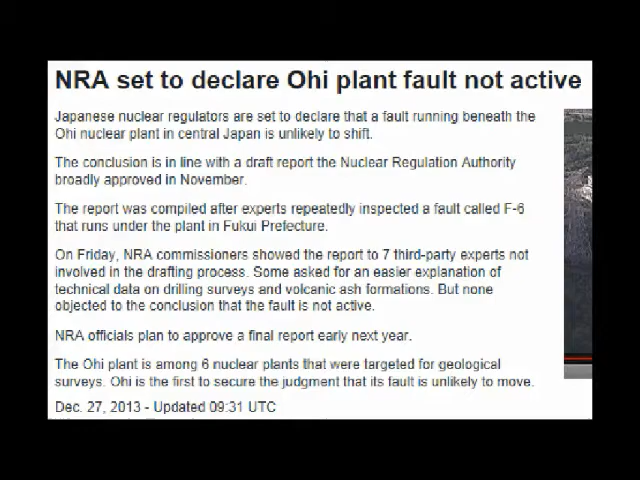 NRA set to declare Ohi plant fault not active
Japanese nuclear regulators are set to declare that a fault running beneath the
Ohi nuclear plant in central Japan is unlikely to shift.
The conclusion is in line with a draft report the Nuclear Regulation Authority
broadly approved in November.
The report was compiled after experts repeatedly inspected a fault called F-6
that runs under the plant in Fukui Prefecture.
On Friday, NRA commissioners showed the report to 7 third-party experts not
involved in the drafting process. Some asked for an easier explanation of
technical data on drilling surveys and volcanic ash formations. But none
objected to the conclusion that the fault is not active.
NRA officials plan to approve a final report early next year.
The Ohi plant is among 6 nuclear plants that were targeted for geological
surveys. Ohi is the first to secure the judgment that its fault is unlikely to move.
Dec. 27, 2013 - Updated 09:31 UTC